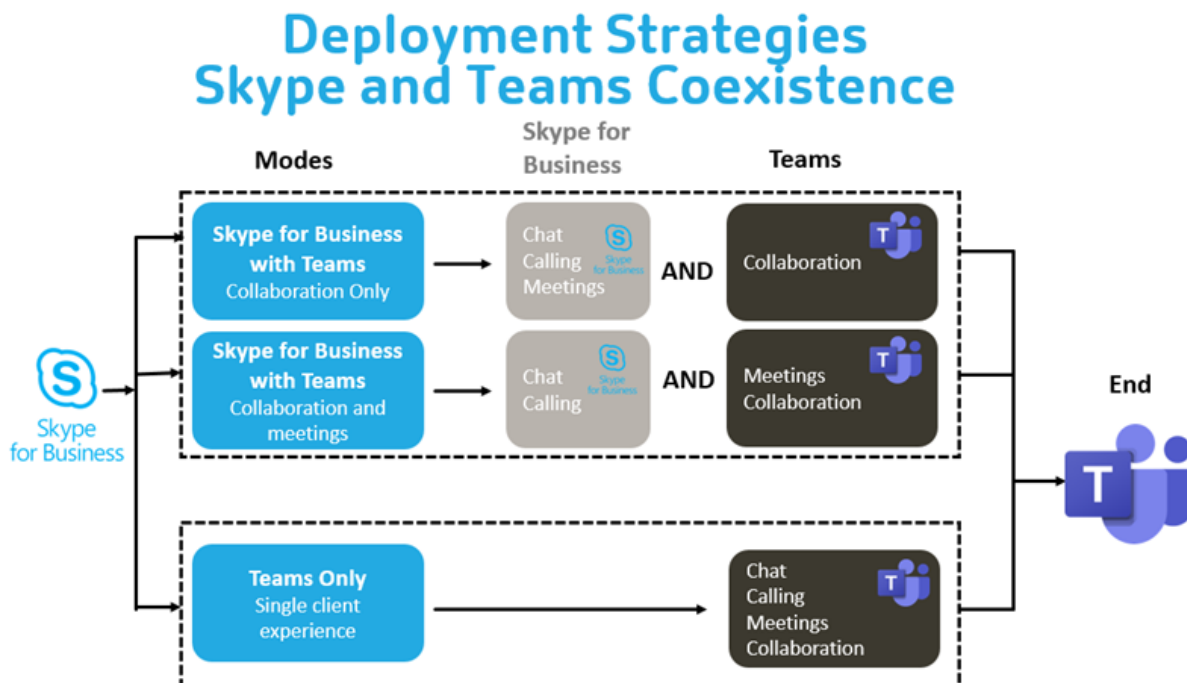 Deployment Strategies
Skype and Teams Coexistence
Modes
Skype for
Business
Teams
Skype for Business
with Teams
Collaboration Only
Chat
Calling
Meetings
S
Skype
for Business
AND
T
Collaboration
Skype for Business
with Teams
Collaboration and
meetings
Chat
Calling
S
Skype
for Business
AND
T
Meetings
Collaboration
S
Skype
for Business
End
T
Teams Only
Single client
experience
T
Chat
Calling
Meetings
Collaboration